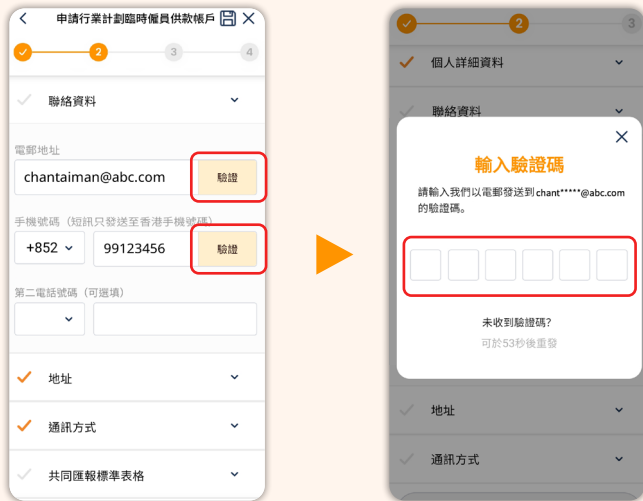 申請行業計劃臨時僱員供款帳戶
2
3
4
聯絡資料
電郵地址
chantaiman@abc.com
驗證
手機號碼（短訊只發送至香港手機號碼）
+852
99123456
驗證
第二電話號碼（可選填）
地址
通訊方式
共同匯報標準表格
2
3
個人詳細資料
聯絡資料
輸入驗證碼
請輸入我們以電郵發送到chant*****@abc.com
的驗證碼。
未收到驗證碼?
可於53秒後重發
地址
通訊方式